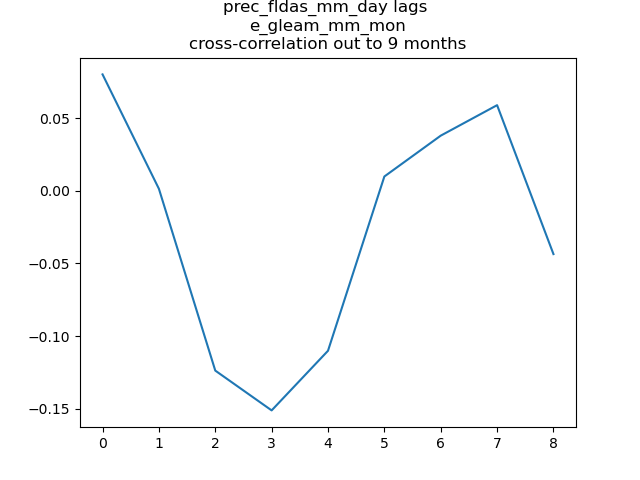 prec_fldas_mm_day lags
e_gleam_mm_mon
cross-correlation out to 9 months
0.05
0.00
−0.05
−0.10
−0.15
0 1 2 3 4 5 6 7 8